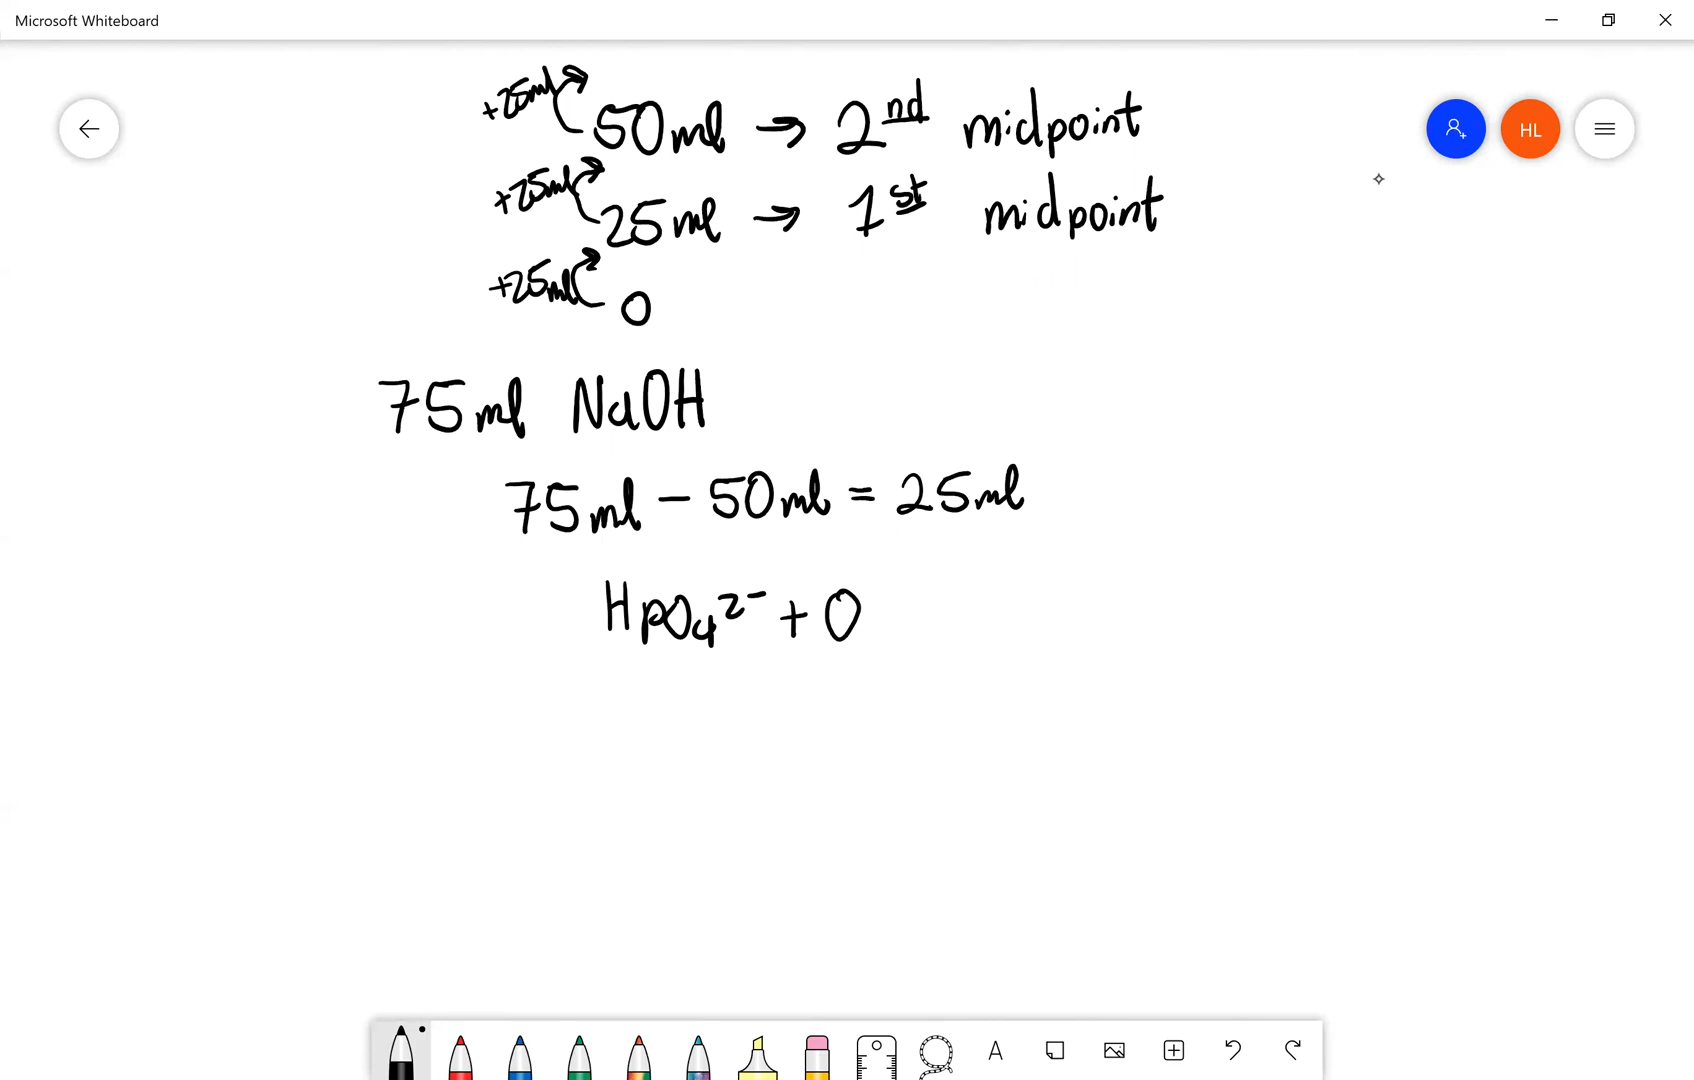 Microsoft Whiteboard
+25ml 50ml → 2nd midpoint
HL
+25ml 25ml → 1st midpoint
+25ml 0
75ml NaOH
75ml - 50ml = 25ml
HPO₄²⁻ + O
A